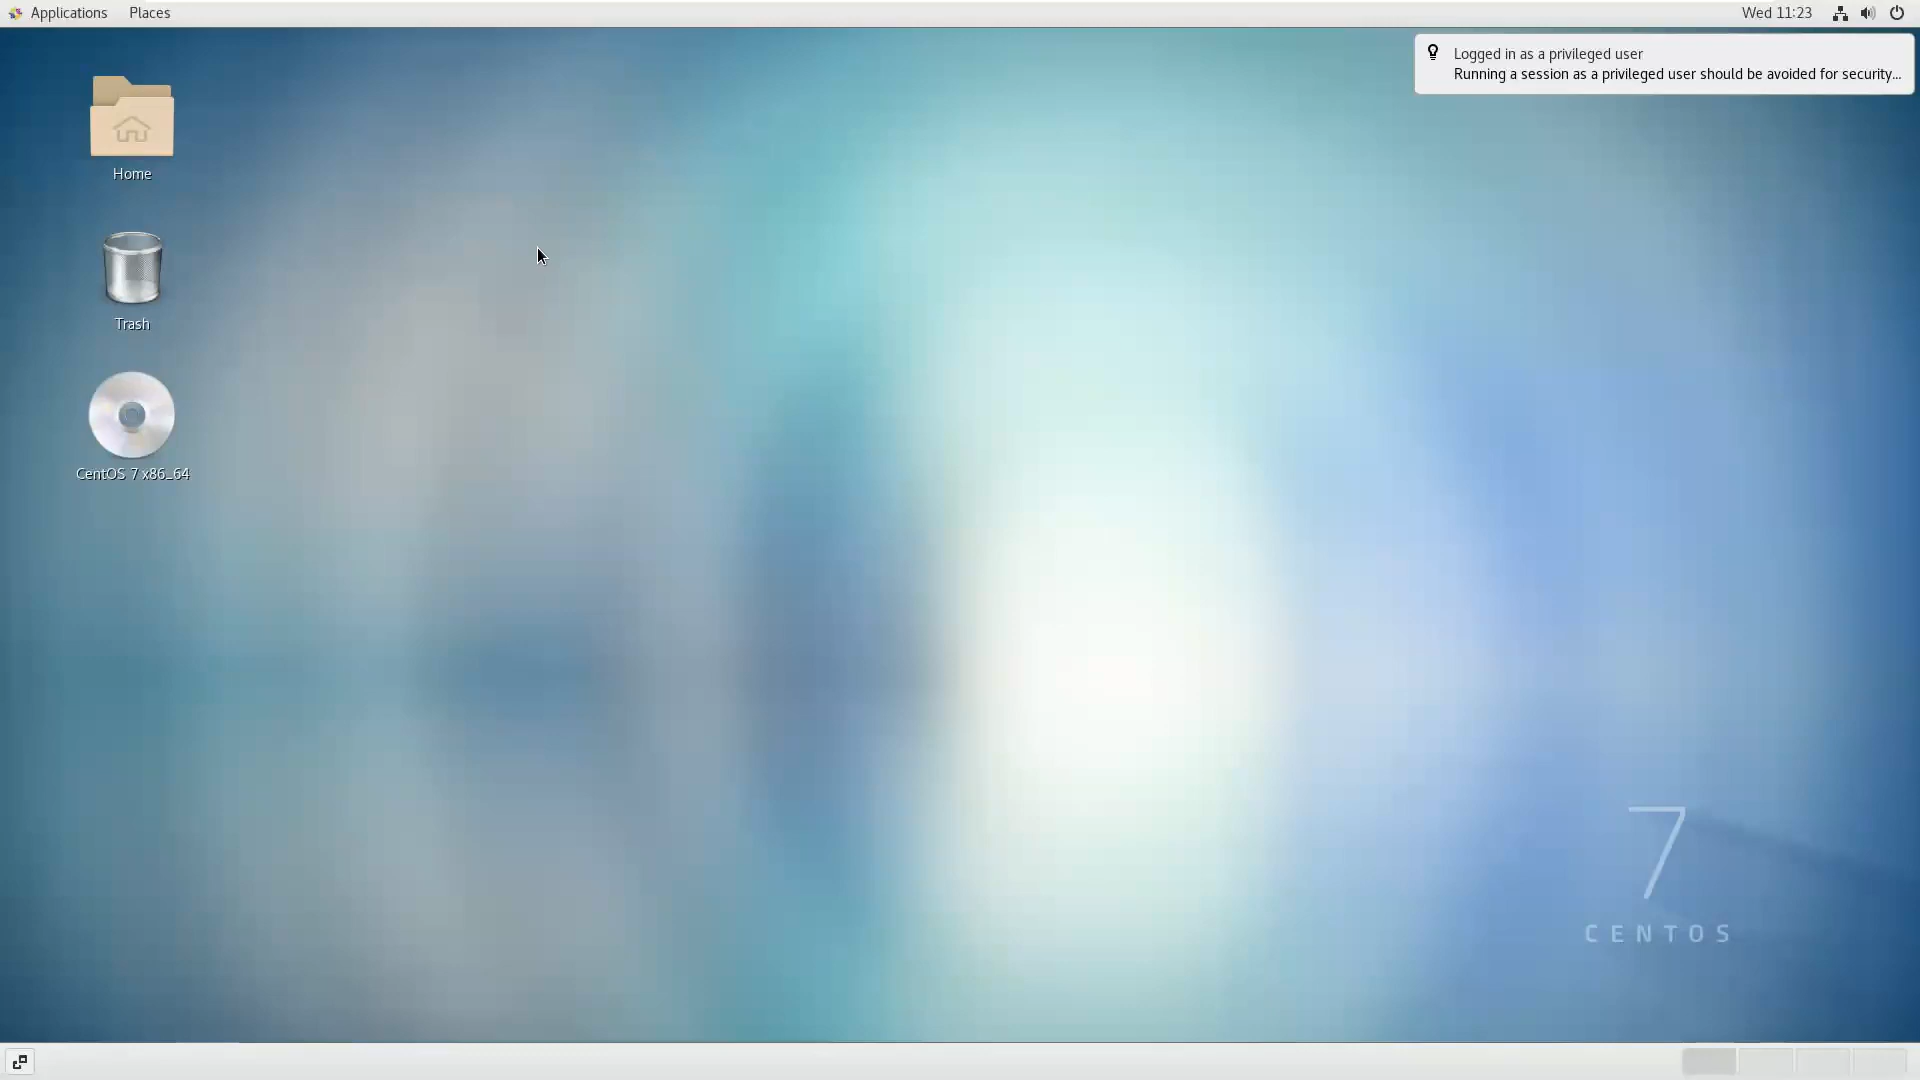 Applications Places Wed 11:23
Logged in as a privileged user
Running a session as a privileged user should be avoided for security...
Home
Trash
CentOS 7 x86_64
7
CENTOS